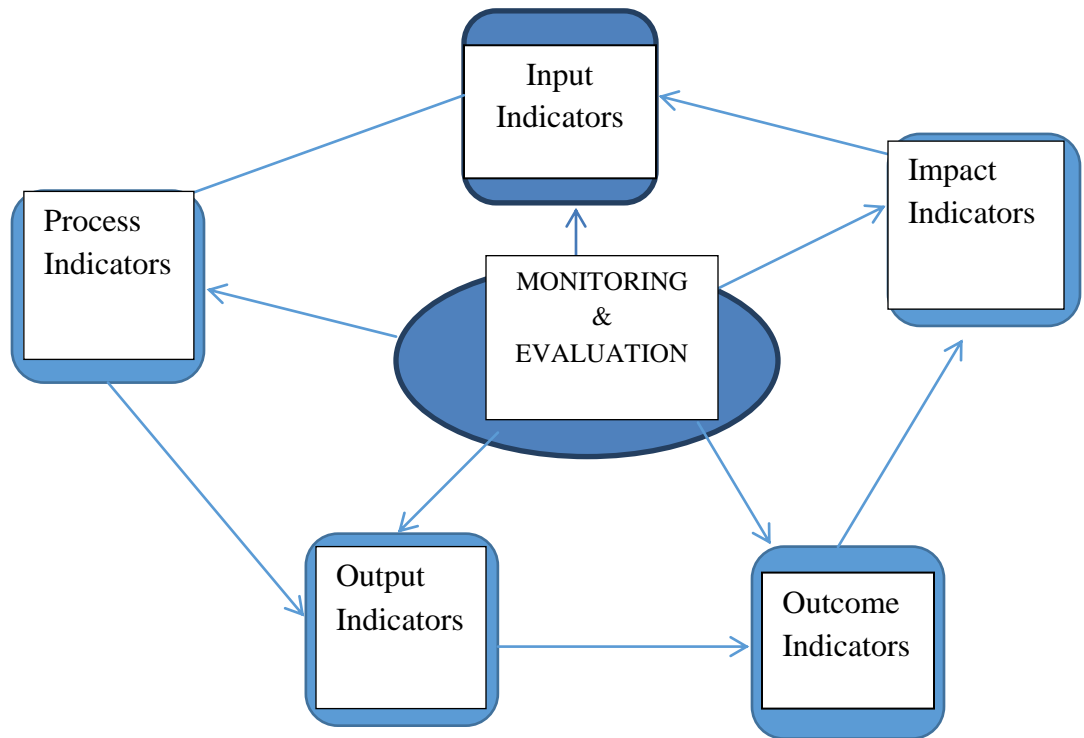 Input
Indicators
Impact
Indicators
Process
Indicators
MONITORING
&
EVALUATION
Output
Indicators
Outcome
Indicators